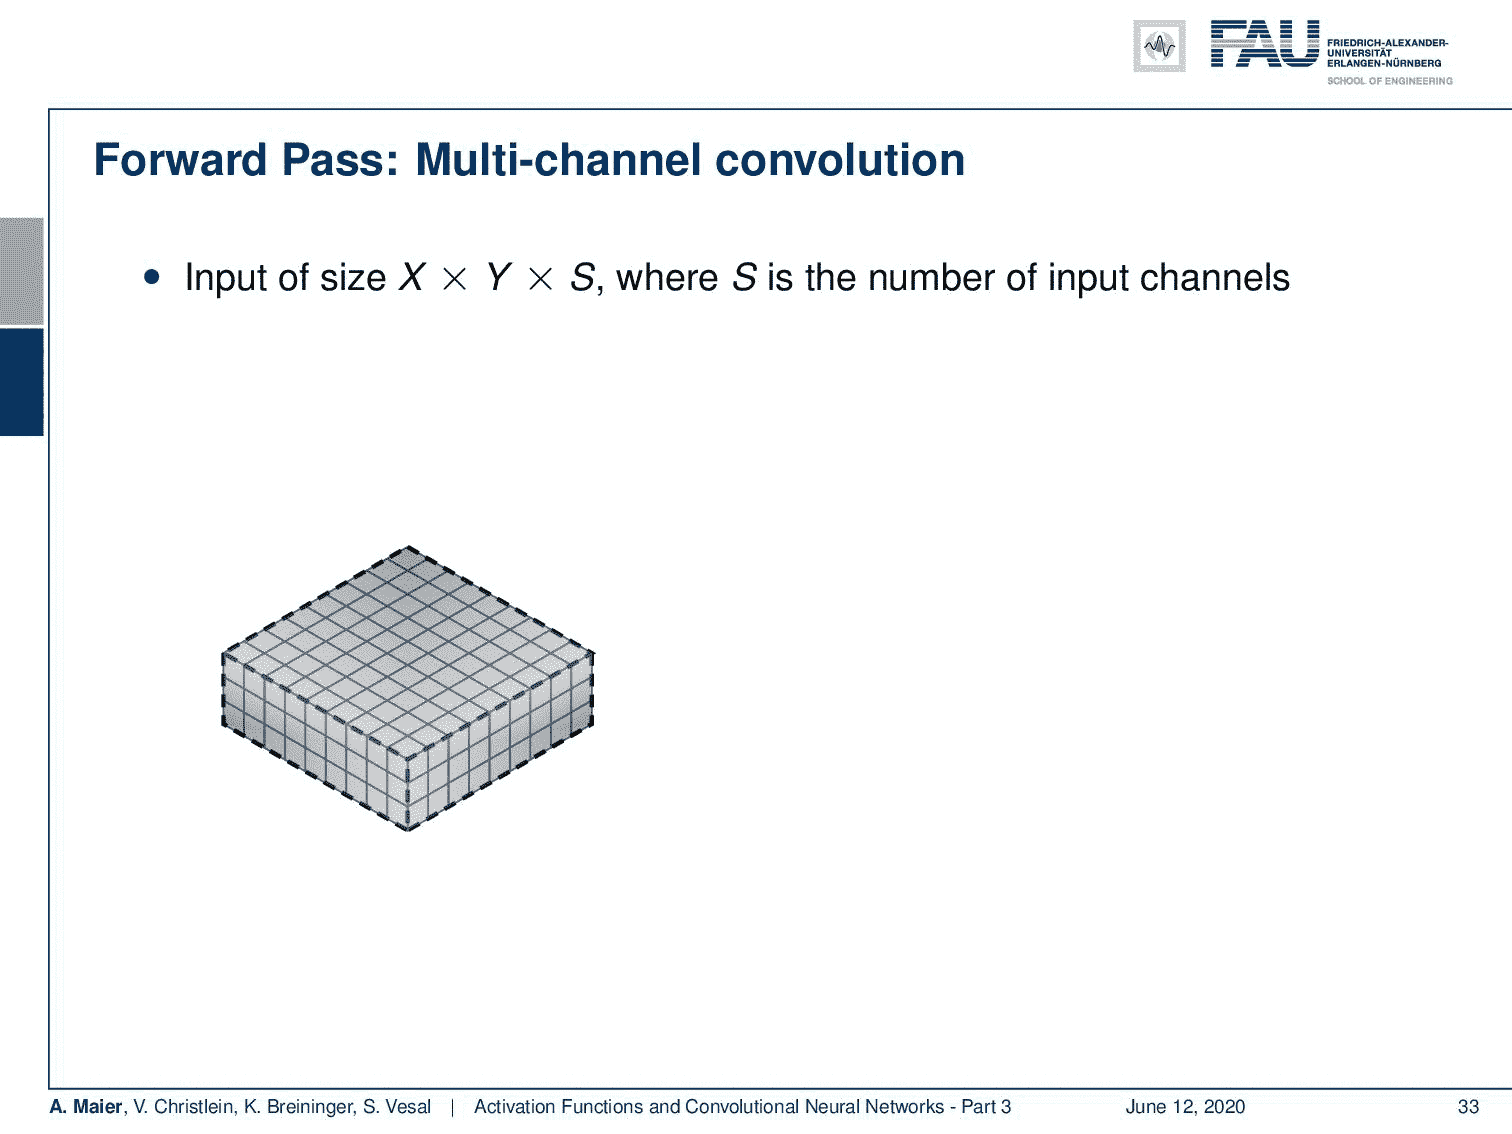 FAU
FRIEDRICH-ALEXANDER-
UNIVERSITÄT
ERLANGEN-NÜRNBERG
SCHOOL OF ENGINEERING
Forward Pass: Multi-channel convolution
• Input of size X × Y × S, where S is the number of input channels
A. Maier, V. Christlein, K. Breininger, S. Vesal | Activation Functions and Convolutional Neural Networks - Part 3 June 12, 2020 33